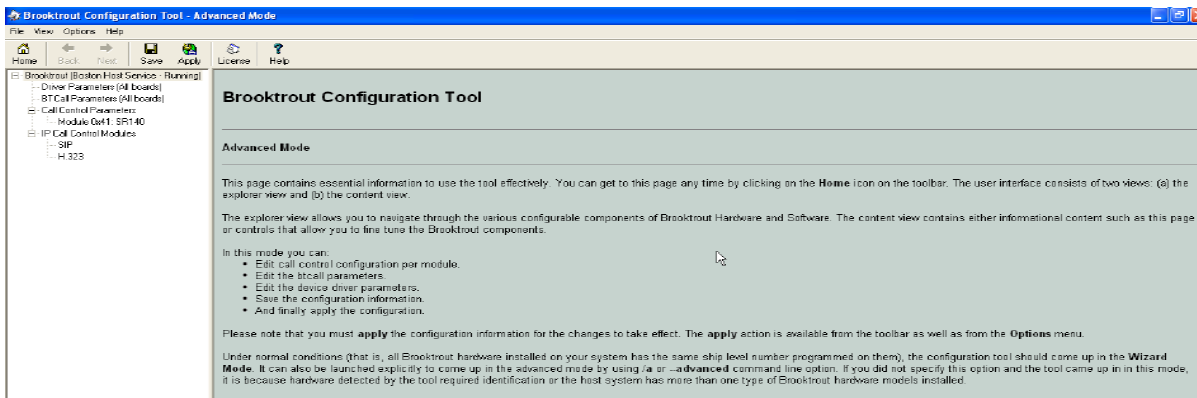 Brooktrout Configuration Tool - Advanced Mode
File View Options Help
Home Back Next Save Apply License Help
Brooktrout (Boston Host Service - Running)
Driver Parameters (All boards)
BTCall Parameters (All boards)
Call Control Parameters
Module 0x41: SR140
IP Call Control Modules
SIP
H.323
Brooktrout Configuration Tool
Advanced Mode
This page contains essential information to use the tool effectively. You can get to this page any time by clicking on the Home icon on the toolbar. The user interface consists of two views: (a) the
explorer view and (b) the content view.
The explorer view allows you to navigate through the various configurable components of Brooktrout Hardware and Software. The content view contains either informational content such as this page
or controls that allow you to fine tune the Brooktrout components.
In this mode you can:
• Edit call control configuration per module.
• Edit the btcall parameters.
• Edit the device driver parameters.
• Save the configuration information.
• And finally apply the configuration.
Please note that you must apply the configuration information for the changes to take effect. The apply action is available from the toolbar as well as from the Options menu.
Under normal conditions (that is, all Brooktrout hardware installed on your system has the same ship level number programmed on them), the configuration tool should come up in the Wizard
Mode. It can also be launched explicitly to come up in the advanced mode by using /a or --advanced command line option. If you did not specify this option and the tool came up in in this mode,
it is because hardware detected by the tool required identification or the host system has more than one type of Brooktrout hardware models installed.